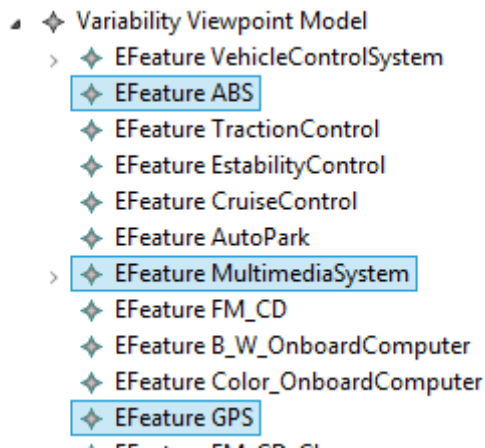 Variability Viewpoint Model
EFeature VehicleControlSystem
EFeature ABS
EFeature TractionControl
EFeature EstabilityControl
EFeature CruiseControl
EFeature AutoPark
EFeature MultimediaSystem
EFeature FM_CD
EFeature B_W_OnboardComputer
EFeature Color_OnboardComputer
EFeature GPS